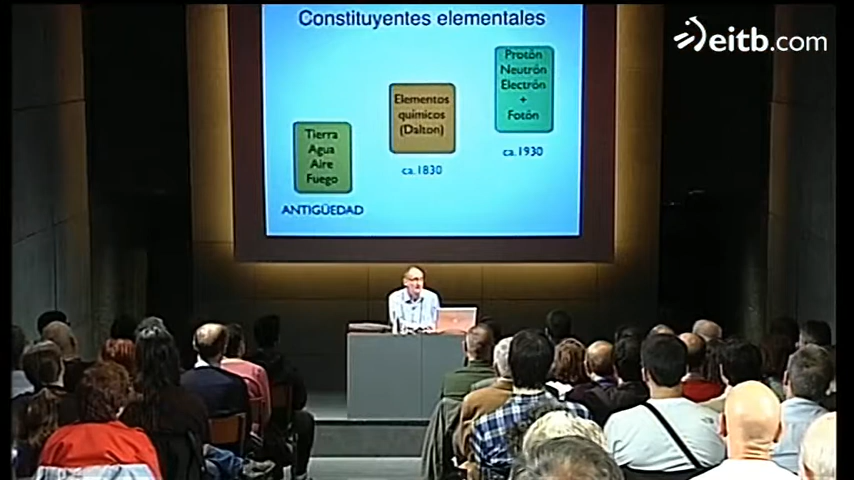 Constituyentes elementales
eitb.com
Protón
Neutrón
Electrón
+
Fotón
Elementos
químicos
(Dalton)
Tierra
Agua
Aire
Fuego
ca.1930
ca.1830
ANTIGÜEDAD